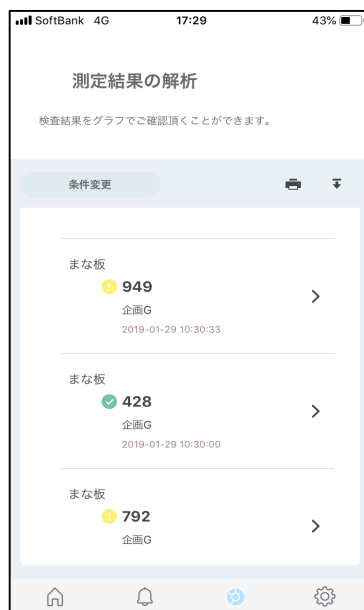 SoftBank 4G 17:29 43%
測定結果の解析
検査結果をグラフでご確認頂くことができます。
条件変更
まな板
949
企画G
2019-01-29 10:30:33
まな板
428
企画G
2019-01-29 10:30:00
まな板
792
企画G